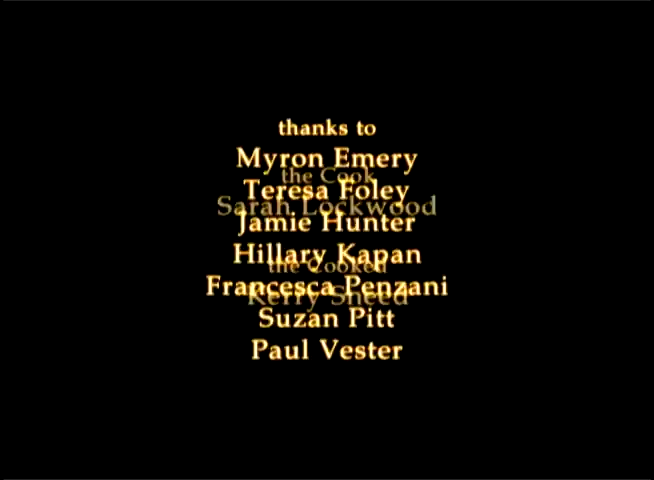 thanks to
Myron Emery
the Cook
Teresa Foley
Sarah Lockwood
Jamie Hunter
Hillary Kapan
the Cooked
Francesca Penzani
Kerry Sneed
Suzan Pitt
Paul Vester